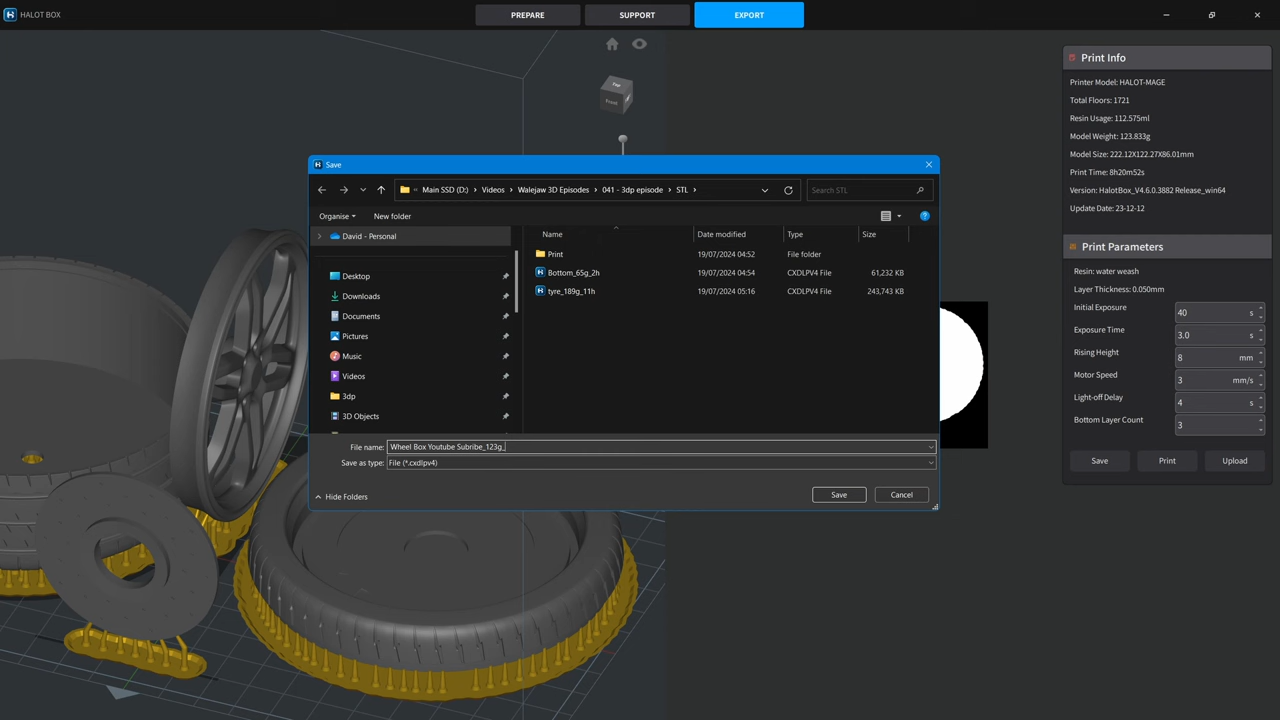 HALOT BOX
PREPARE
SUPPORT
EXPORT
Print Info
Printer Model: HALOT-MAGE
Total Floors: 1721
Resin Usage: 112.575ml
Model Weight: 123.833g
Model Size: 222.12X122.27X86.01mm
Print Time: 8h20m52s
Version: HalotBox_V4.6.0.3882 Release_win64
Update Date: 23-12-12
Print Parameters
Resin: water weash
Layer Thickness: 0.050mm
Initial Exposure 40 s
Exposure Time 3.0 s
Rising Height 8 mm
Motor Speed 3 mm/s
Light-off Delay 4 s
Bottom Layer Count 3
Save Print Upload
Save
« Main SSD (D:) > Videos > Walejaw 3D Episodes > 041 - 3dp episode > STL >
Search STL
Organise New folder
David - Personal
Desktop
Downloads
Documents
Pictures
Music
Videos
3dp
3D Objects
Name Date modified Type Size
Print 19/07/2024 04:52 File folder
Bottom_65g_2h 19/07/2024 04:54 CXDLPV4 File 61,232 KB
tyre_189g_11h 19/07/2024 05:16 CXDLPV4 File 243,743 KB
File name: Wheel Box Youtube Subribe_123g_
Save as type: File (*.cxdlpv4)
Hide Folders
Save Cancel